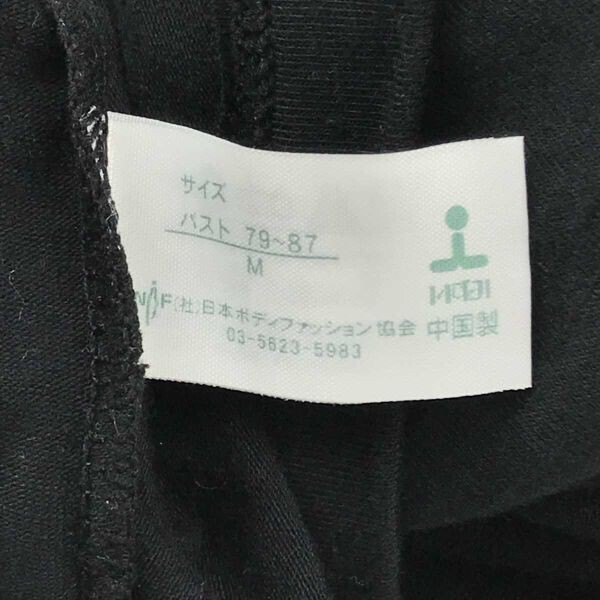 サイズ
バスト 79~87
M
NBF(社)日本ボディファッション協会
03-5623-5983
中国製